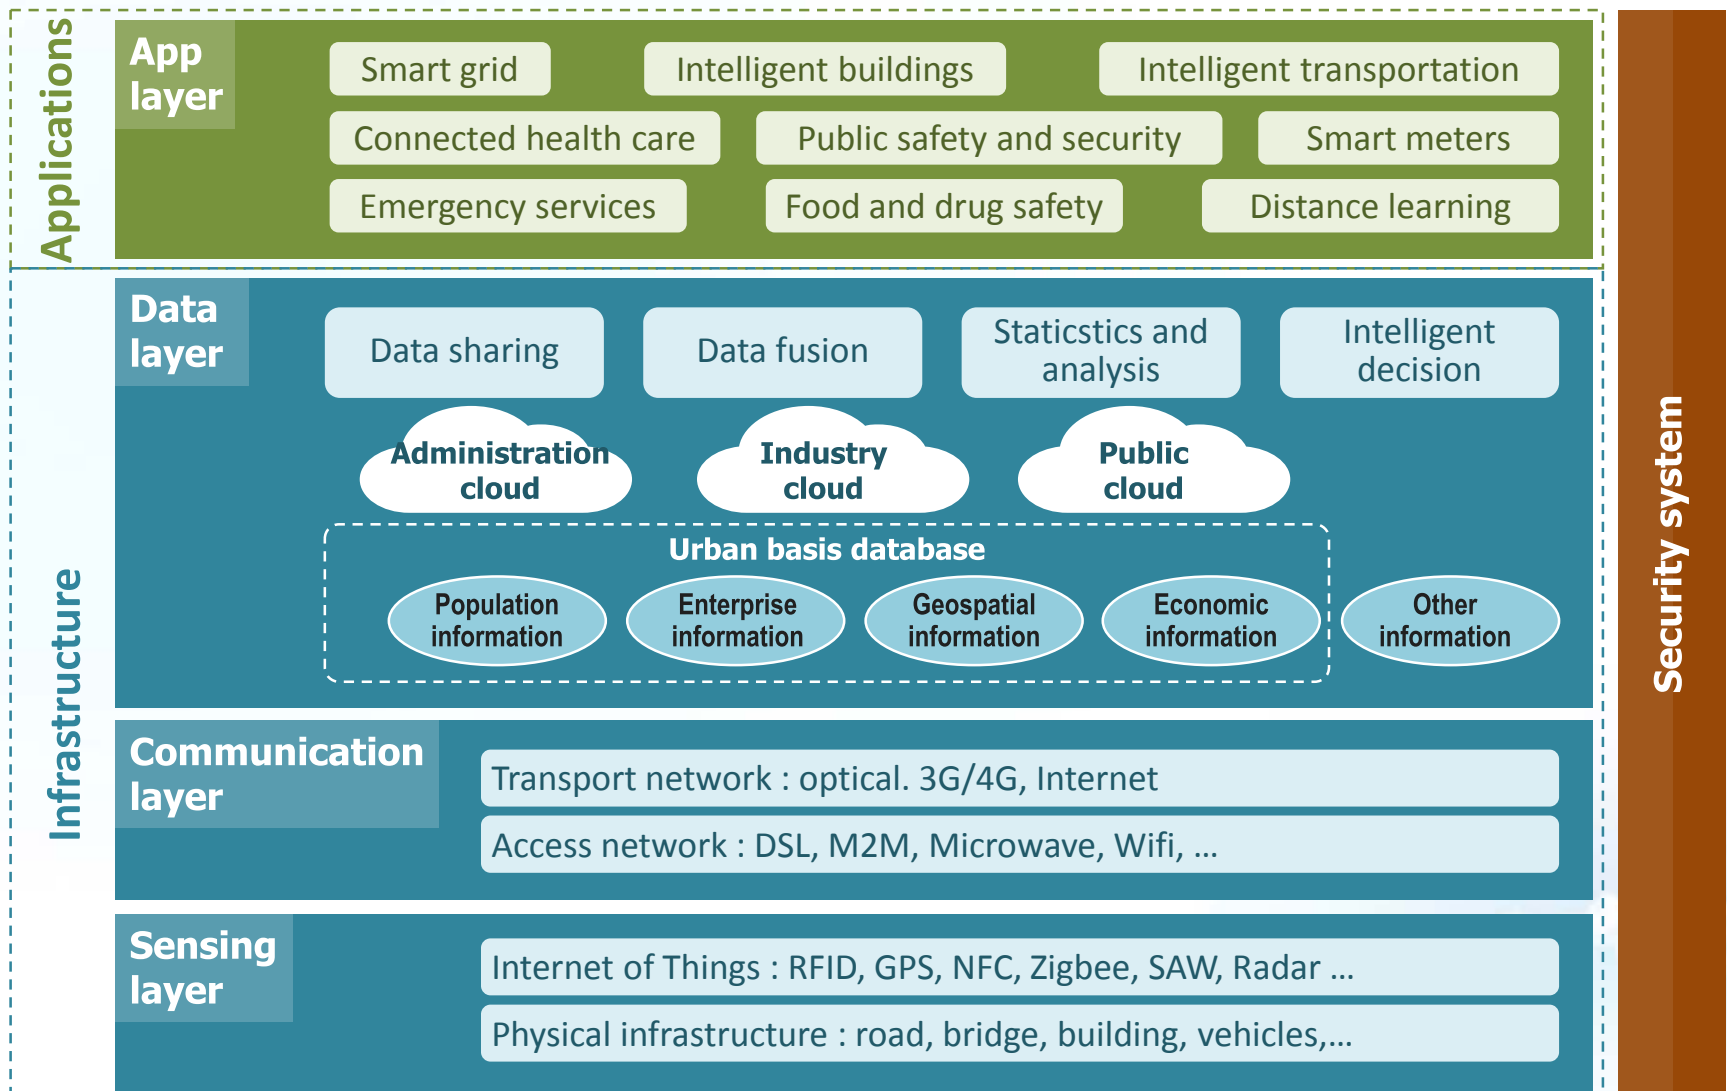 Applications
App
layer
Smart grid
Intelligent buildings
Intelligent transportation
Connected health care
Public safety and security
Smart meters
Emergency services
Food and drug safety
Distance learning
Infrastructure
Data
layer
Data sharing
Data fusion
Staticstics and
analysis
Intelligent
decision
Administration
cloud
Industry
cloud
Public
cloud
Urban basis database
Population
information
Enterprise
information
Geospatial
information
Economic
information
Other
information
Communication
layer
Transport network : optical. 3G/4G, Internet
Access network : DSL, M2M, Microwave, Wifi, ...
Sensing
layer
Internet of Things : RFID, GPS, NFC, Zigbee, SAW, Radar ...
Physical infrastructure : road, bridge, building, vehicles,...
Security system